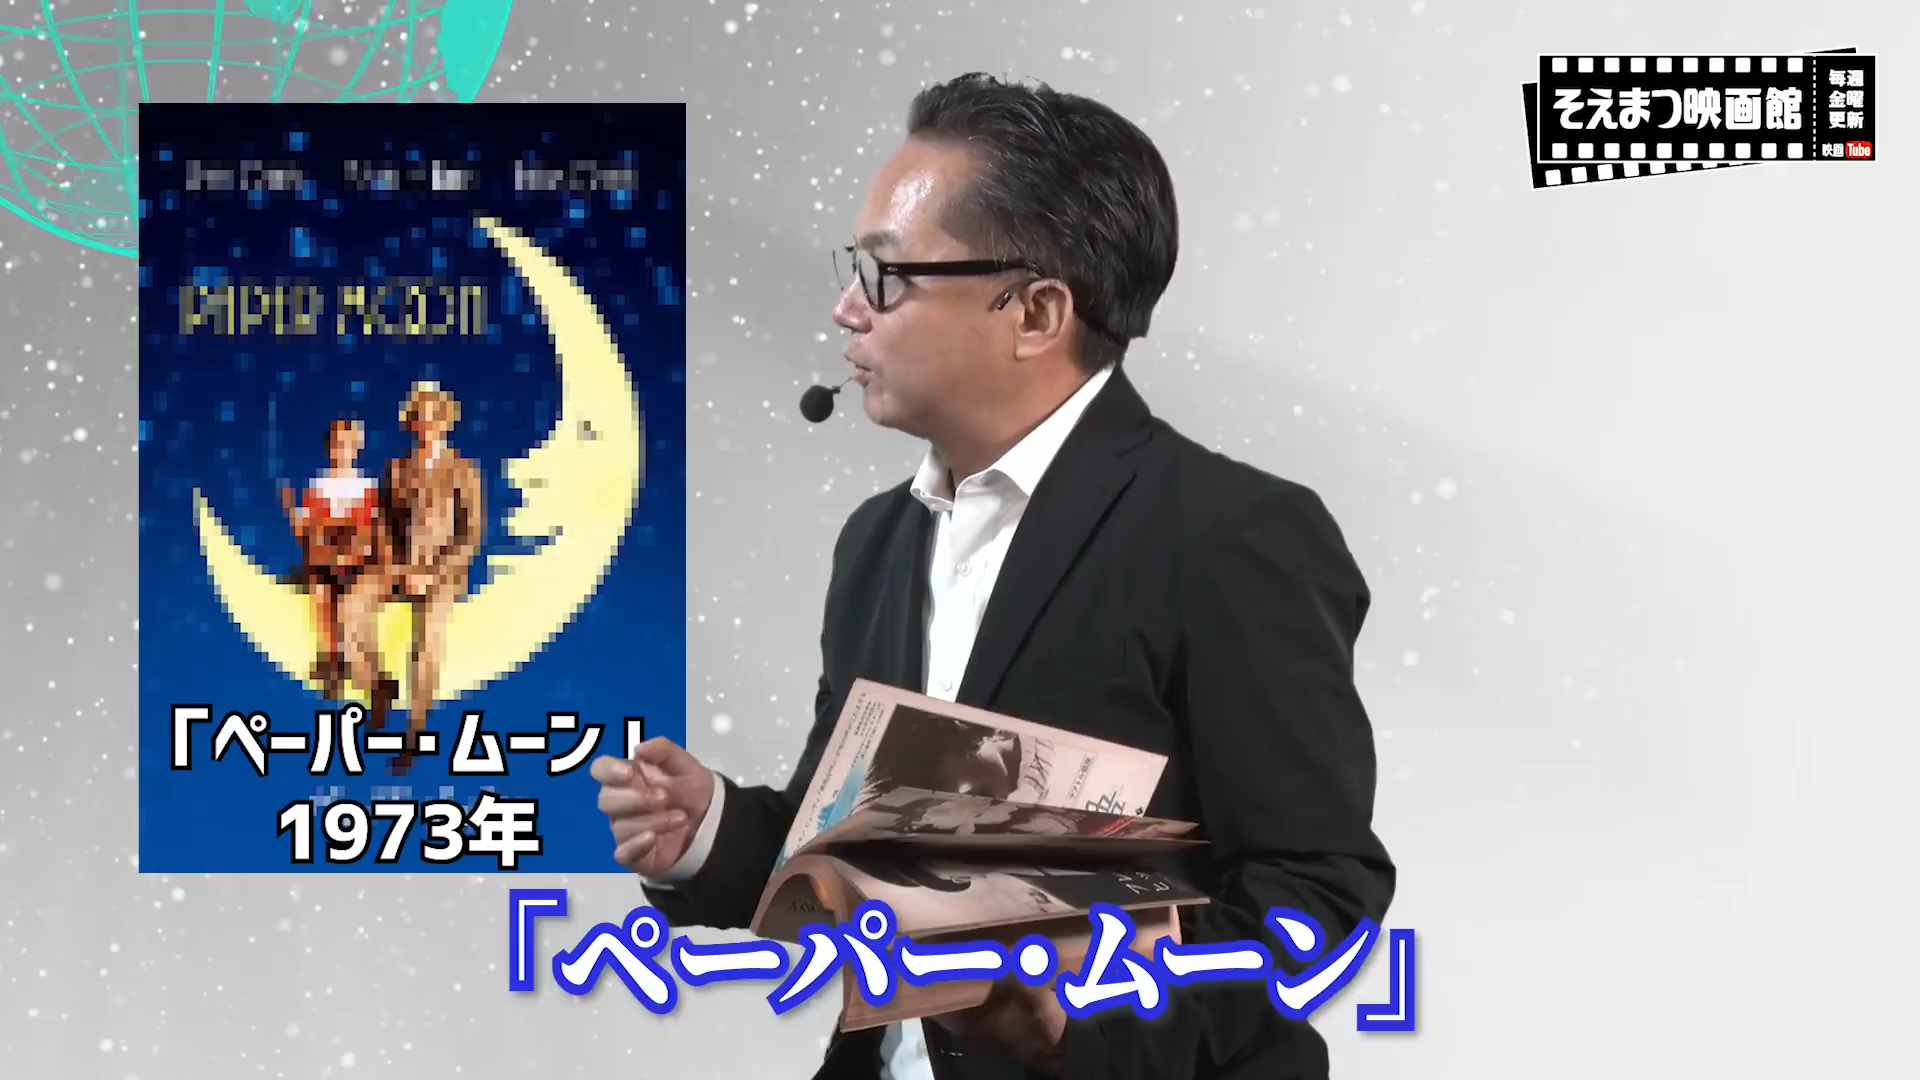 そえまつ映画館
毎週
金曜
更新
映画Tube
PAPER MOON
「ペーパー・ムーン」
1973年
「ペーパー・ムーン」